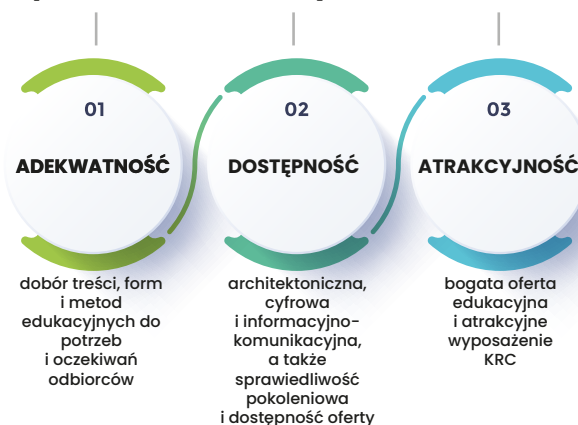 01
ADEKWATNOŚĆ
dobór treści, form
i metod
edukacyjnych do
potrzeb
i oczekiwań
odbiorców
02
DOSTĘPNOŚĆ
architektoniczna,
cyfrowa
i informacyjno-
komunikacyjna,
a także
sprawiedliwość
pokoleniowa
i dostępność oferty
03
ATRAKCYJNOŚĆ
bogata oferta
edukacyjna
i atrakcyjne
wyposażenie
KRC